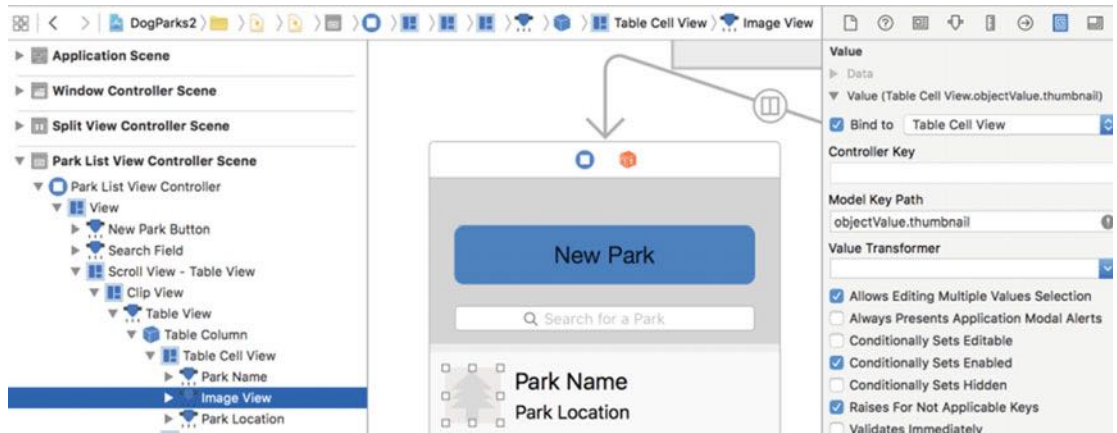 DogParks2 Table Cell View Image View
Application Scene
Window Controller Scene
Split View Controller Scene
Park List View Controller Scene
Park List View Controller
View
New Park Button
Search Field
Scroll View - Table View
Clip View
Table View
Table Column
Table Cell View
Park Name
Image View
Park Location
New Park
Search for a Park
Park Name
Park Location
Value
Data
Value (Table Cell View.objectValue.thumbnail)
Bind to Table Cell View
Controller Key
Model Key Path
objectValue.thumbnail
Value Transformer
Allows Editing Multiple Values Selection
Always Presents Application Modal Alerts
Conditionally Sets Editable
Conditionally Sets Enabled
Conditionally Sets Hidden
Raises For Not Applicable Keys
Validates Immediately